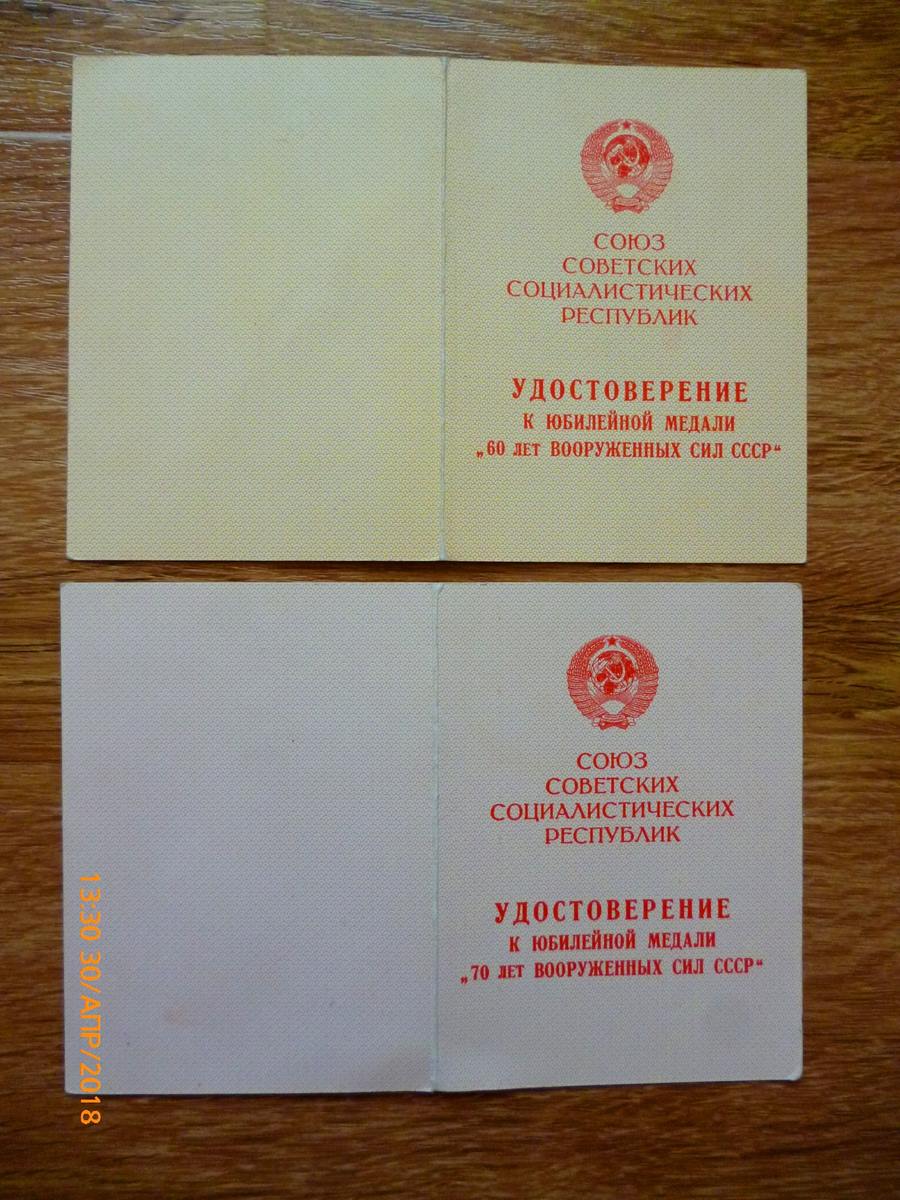 СОЮЗ
СОВЕТСКИХ
СОЦИАЛИСТИЧЕСКИХ
РЕСПУБЛИК
УДОСТОВЕРЕНИЕ
К ЮБИЛЕЙНОЙ МЕДАЛИ
„60 ЛЕТ ВООРУЖЕННЫХ СИЛ СССР“
СОЮЗ
СОВЕТСКИХ
СОЦИАЛИСТИЧЕСКИХ
РЕСПУБЛИК
УДОСТОВЕРЕНИЕ
К ЮБИЛЕЙНОЙ МЕДАЛИ
„70 ЛЕТ ВООРУЖЕННЫХ СИЛ СССР“
13:30 30/АПР/2018